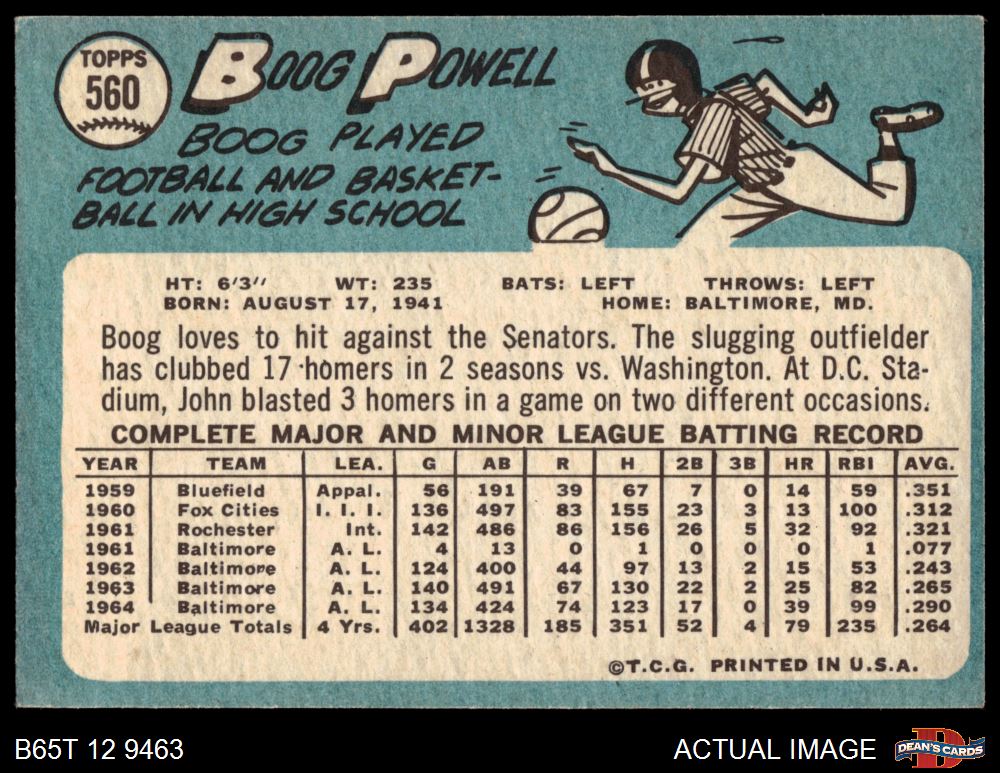 TOPPS
560
BOOG POWELL
BOOG PLAYED
FOOTBALL AND BASKET-
BALL IN HIGH SCHOOL
HT: 6'3" WT: 235 BATS: LEFT THROWS: LEFT
BORN: AUGUST 17, 1941 HOME: BALTIMORE, MD.
Boog loves to hit against the Senators. The slugging outfielder
has clubbed 17 homers in 2 seasons vs. Washington. At D.C. Sta-
dium, John blasted 3 homers in a game on two different occasions.
COMPLETE MAJOR AND MINOR LEAGUE BATTING RECORD
YEAR TEAM LEA. G AB R H 2B 3B HR RBI AVG.
1959 Bluefield Appal. 56 191 39 67 7 0 14 59 .351
1960 Fox Cities I. I. I. 136 497 83 155 23 3 13 100 .312
1961 Rochester Int. 142 486 86 156 26 5 32 92 .321
1961 Baltimore A. L. 4 13 0 1 0 0 0 1 .077
1962 Baltimore A. L. 124 400 44 97 13 2 15 53 .243
1963 Baltimore A. L. 140 491 67 130 22 2 25 82 .265
1964 Baltimore A. L. 134 424 74 123 17 0 39 99 .290
Major League Totals 4 Yrs. 402 1328 185 351 52 4 79 235 .264
©T.C.G. PRINTED IN U.S.A.
B65T 12 9463 ACTUAL IMAGE DEAN'S CARDS